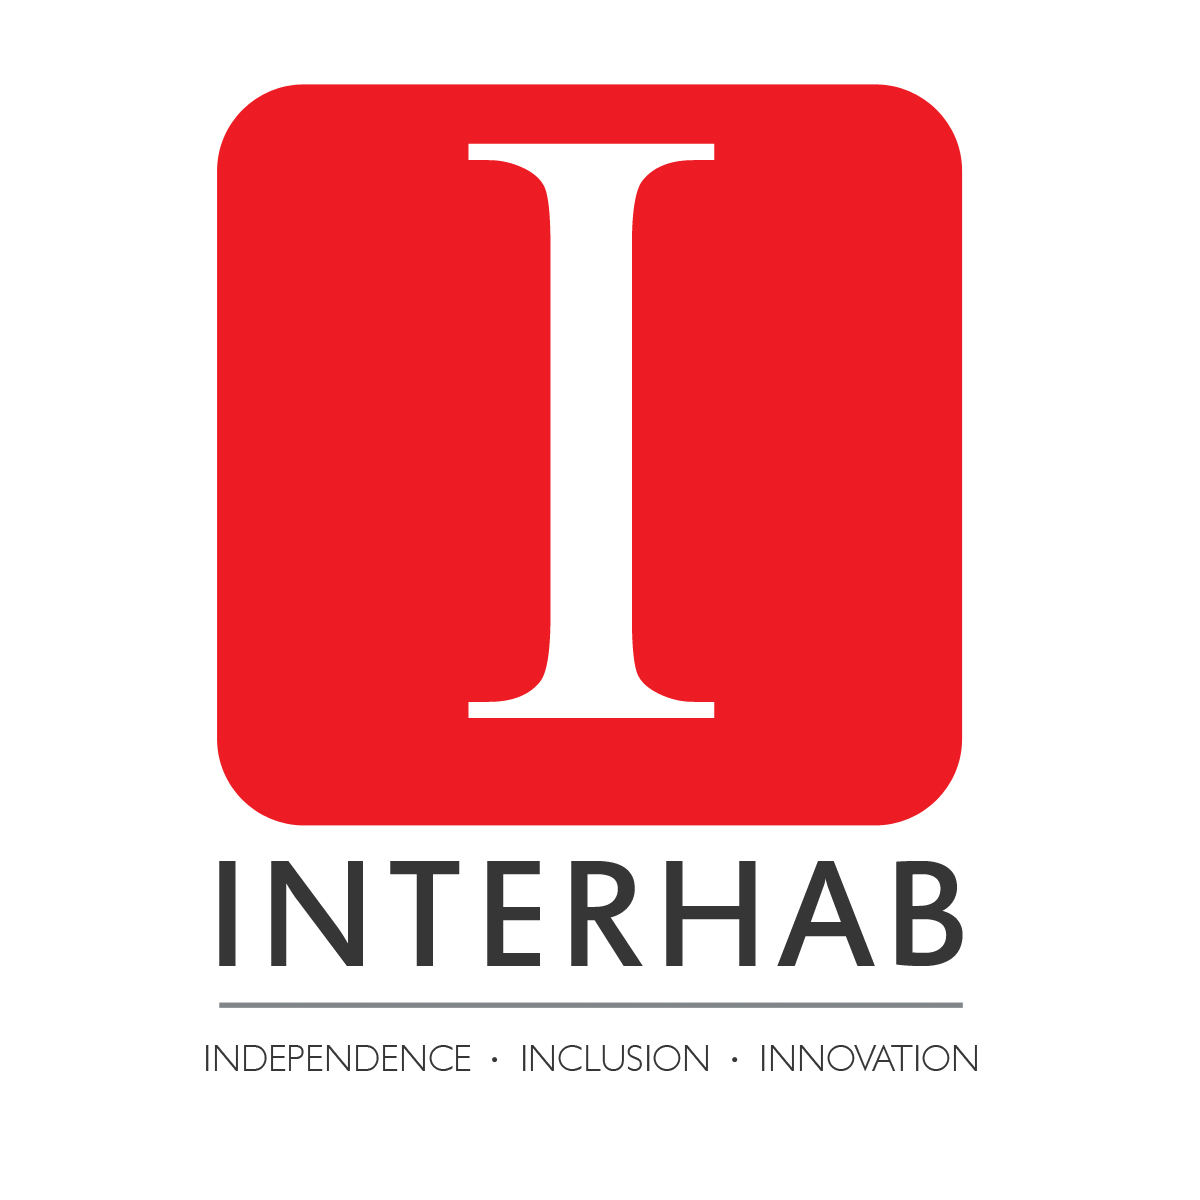 I
INTERHAB
INDEPENDENCE · INCLUSION · INNOVATION